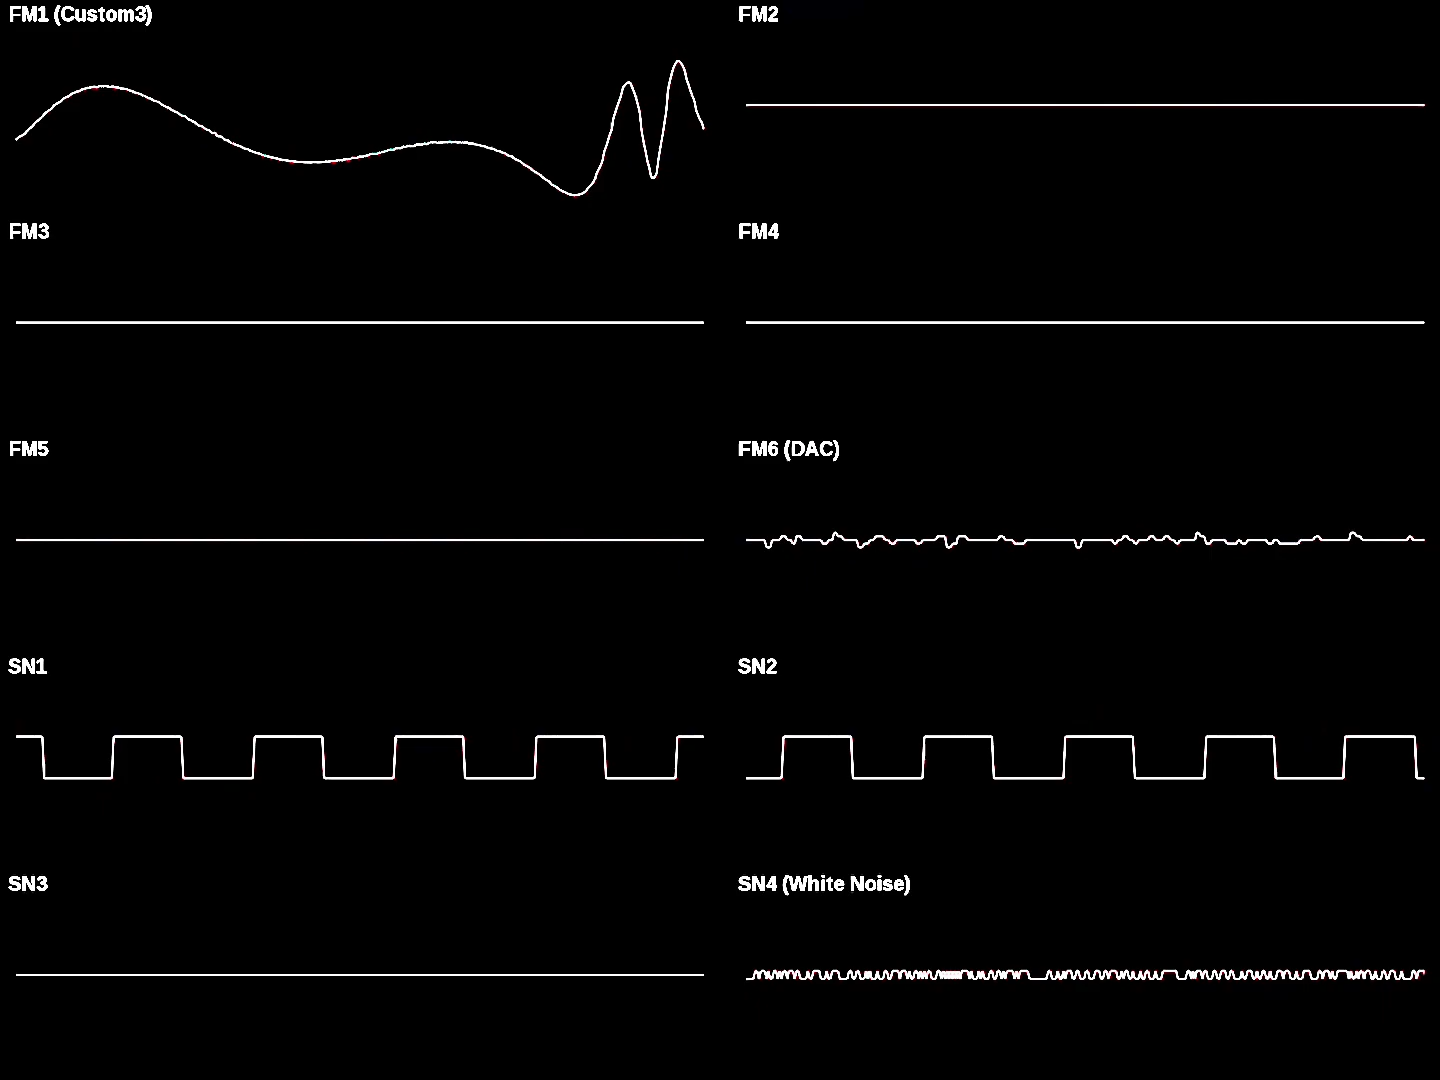 FM1 (Custom3)
FM2
FM3
FM4
FM5
FM6 (DAC)
SN1
SN2
SN3
SN4 (White Noise)